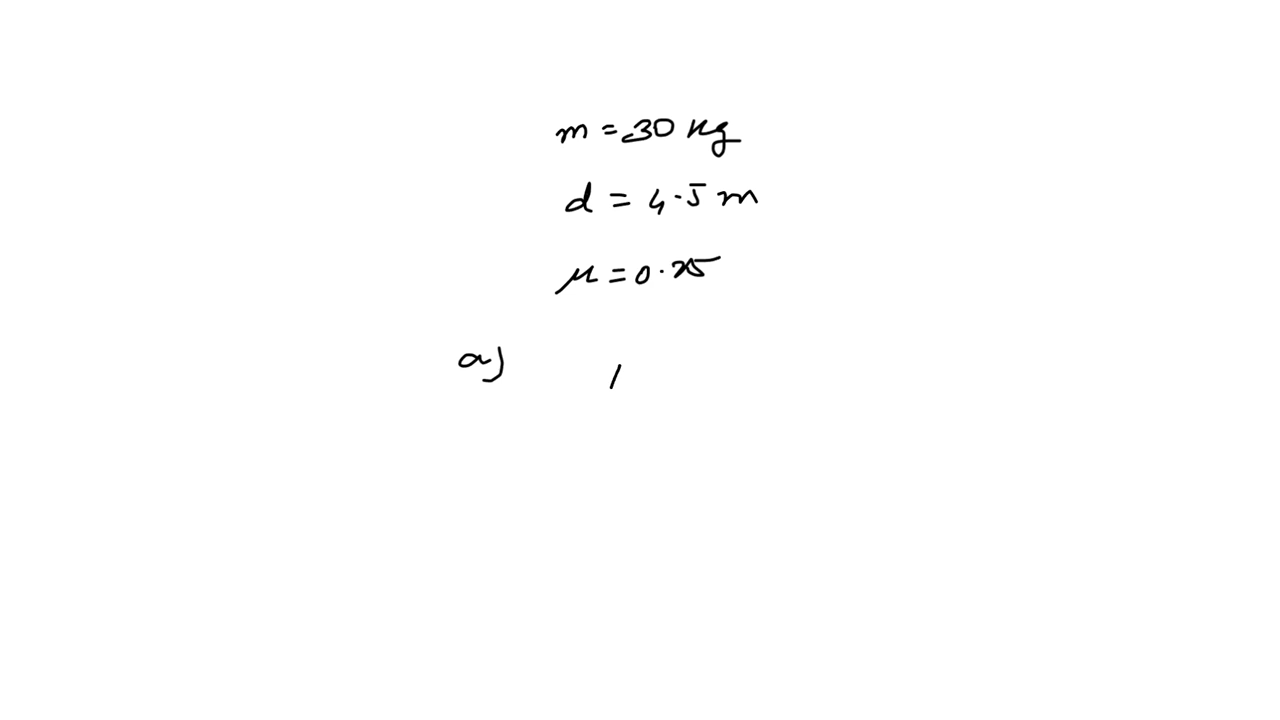 m = 30 kg
d = 4.5 m
μ = 0.25
a) /